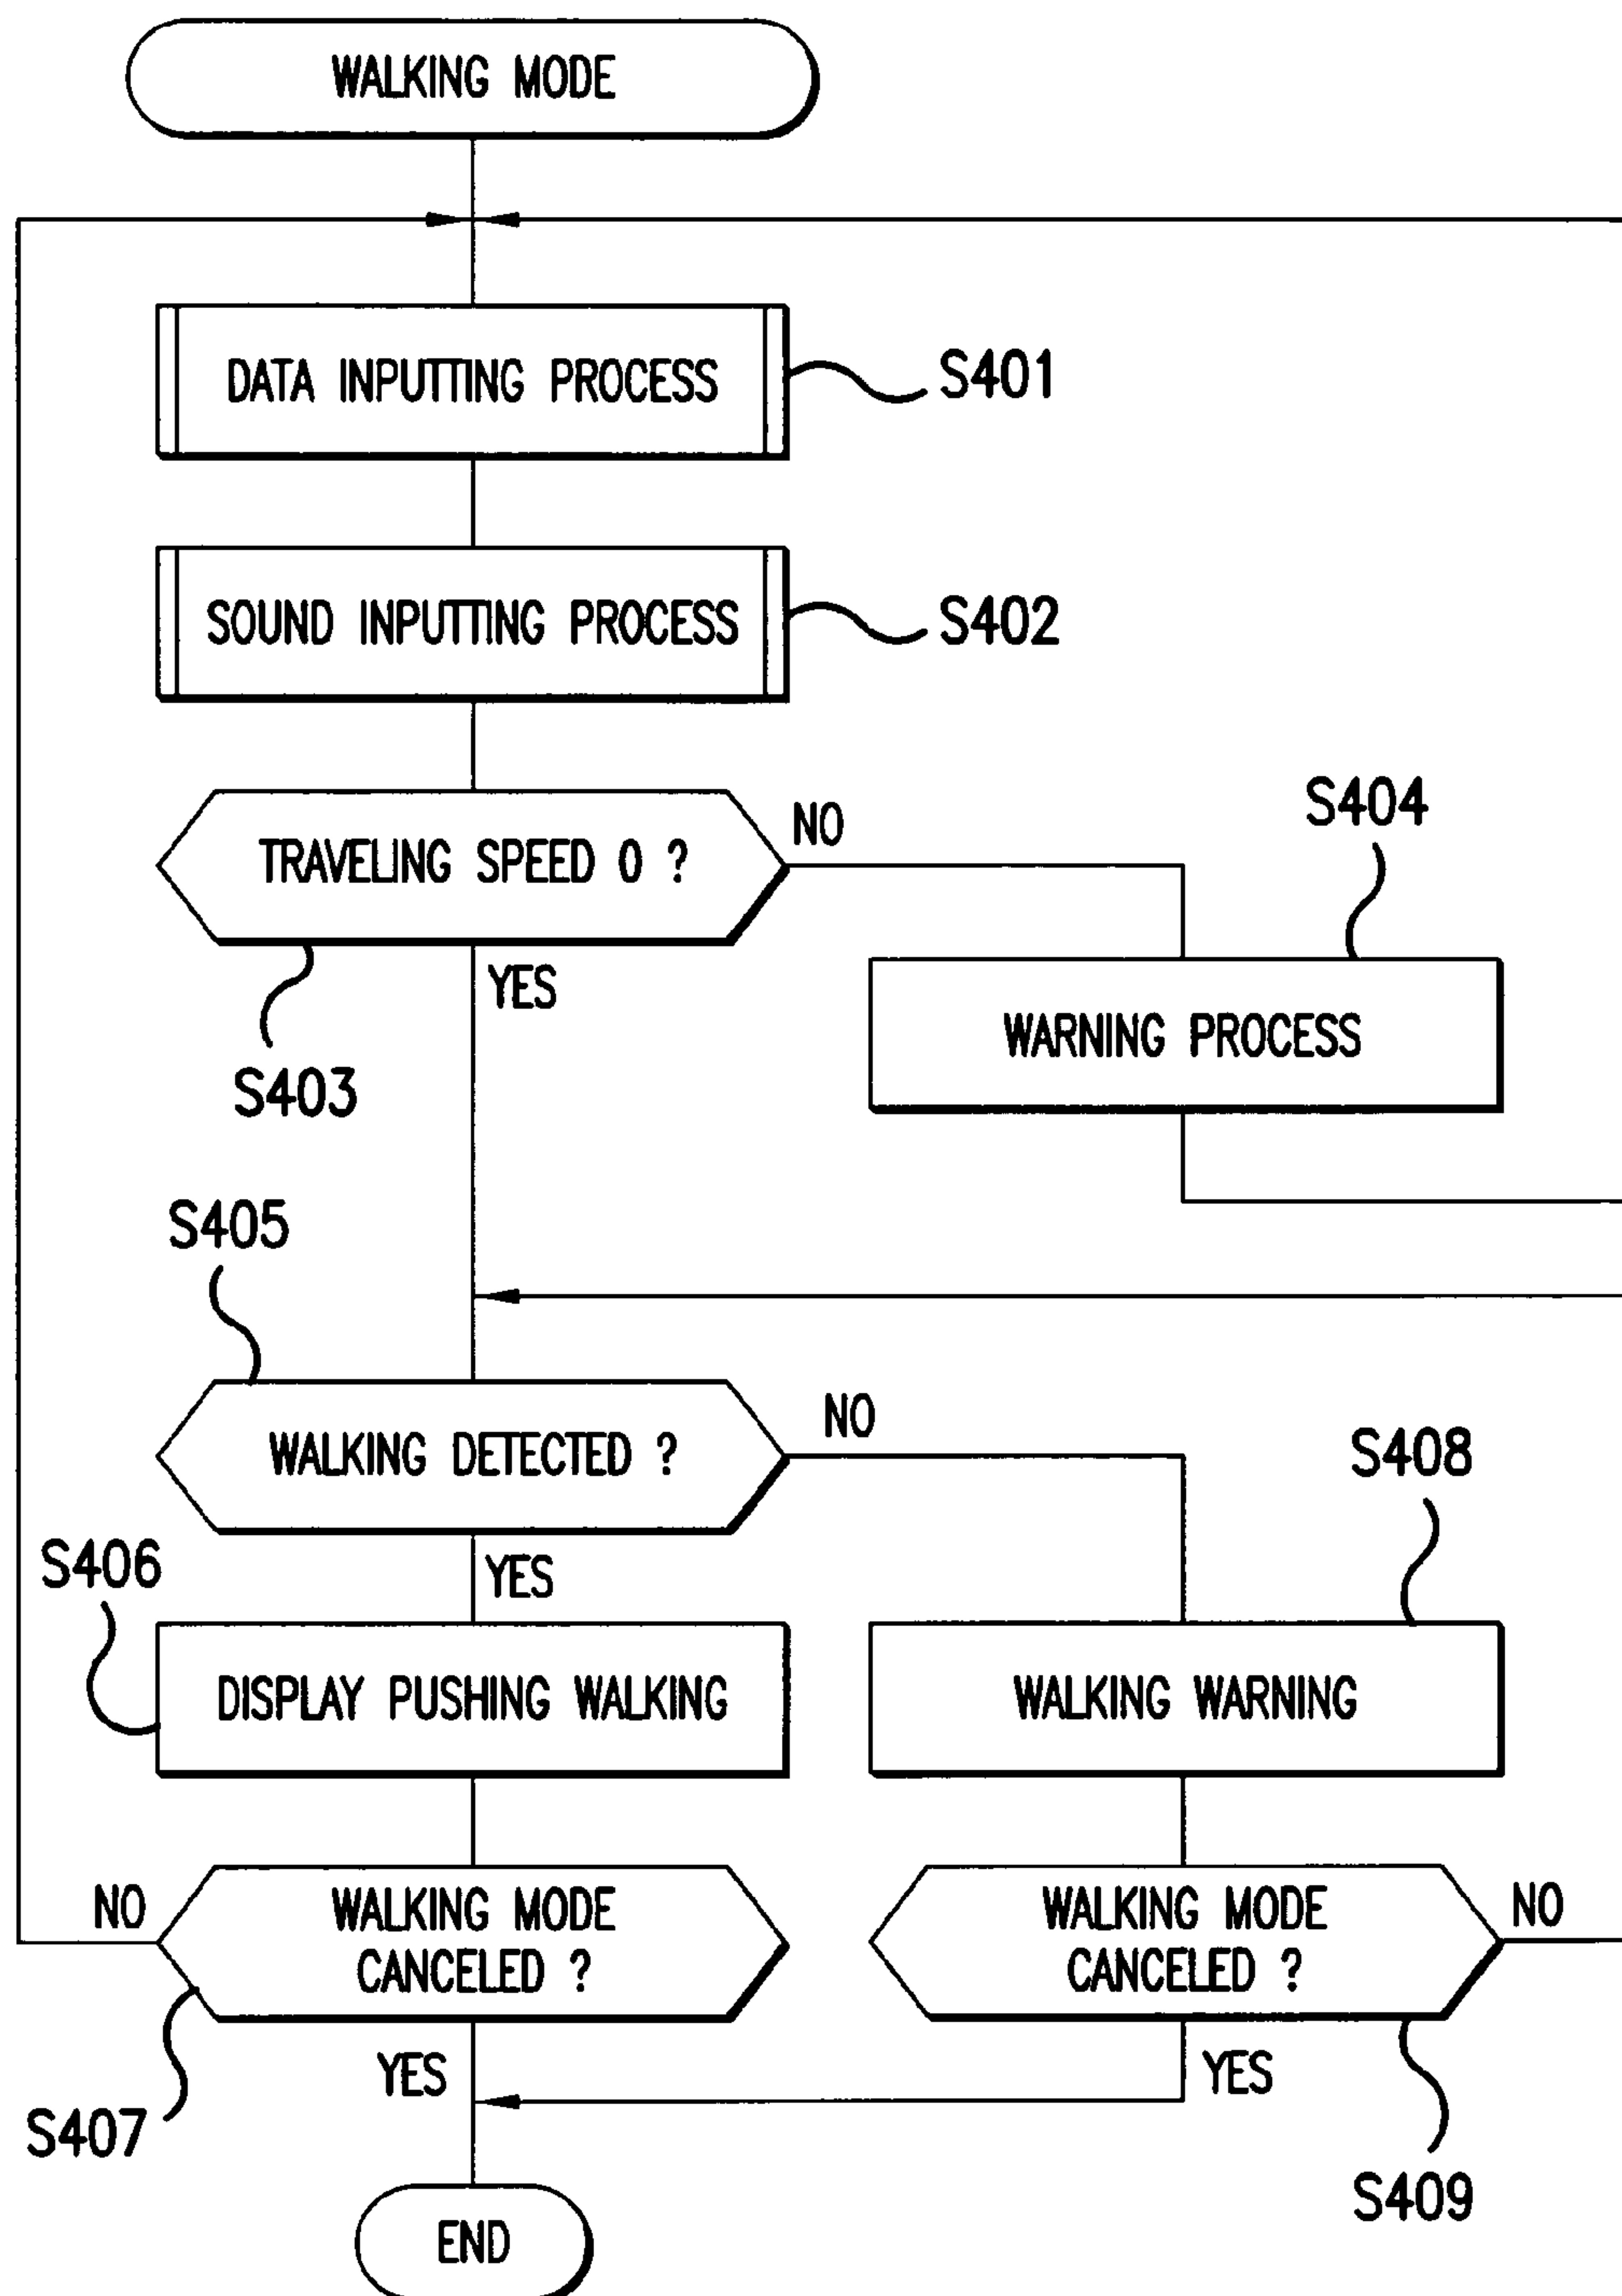 WALKING MODE
DATA INPUTTING PROCESS
S401
SOUND INPUTTING PROCESS
S402
TRAVELING SPEED 0 ?
NO
S404
YES
S403
WARNING PROCESS
S405
WALKING DETECTED ?
NO
S408
S406
YES
DISPLAY PUSHING WALKING
WALKING WARNING
NO
WALKING MODE
CANCELED ?
WALKING MODE
CANCELED ?
NO
YES
YES
S407
S409
END